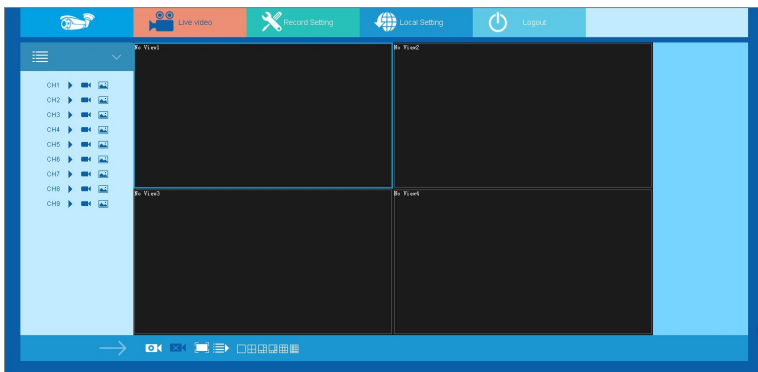 Live video
Record Setting
Local Setting
Logout
No View1
No View2
CH1
CH2
CH3
CH4
CH5
CH6
CH7
CH8
CH9
No View3
No View4